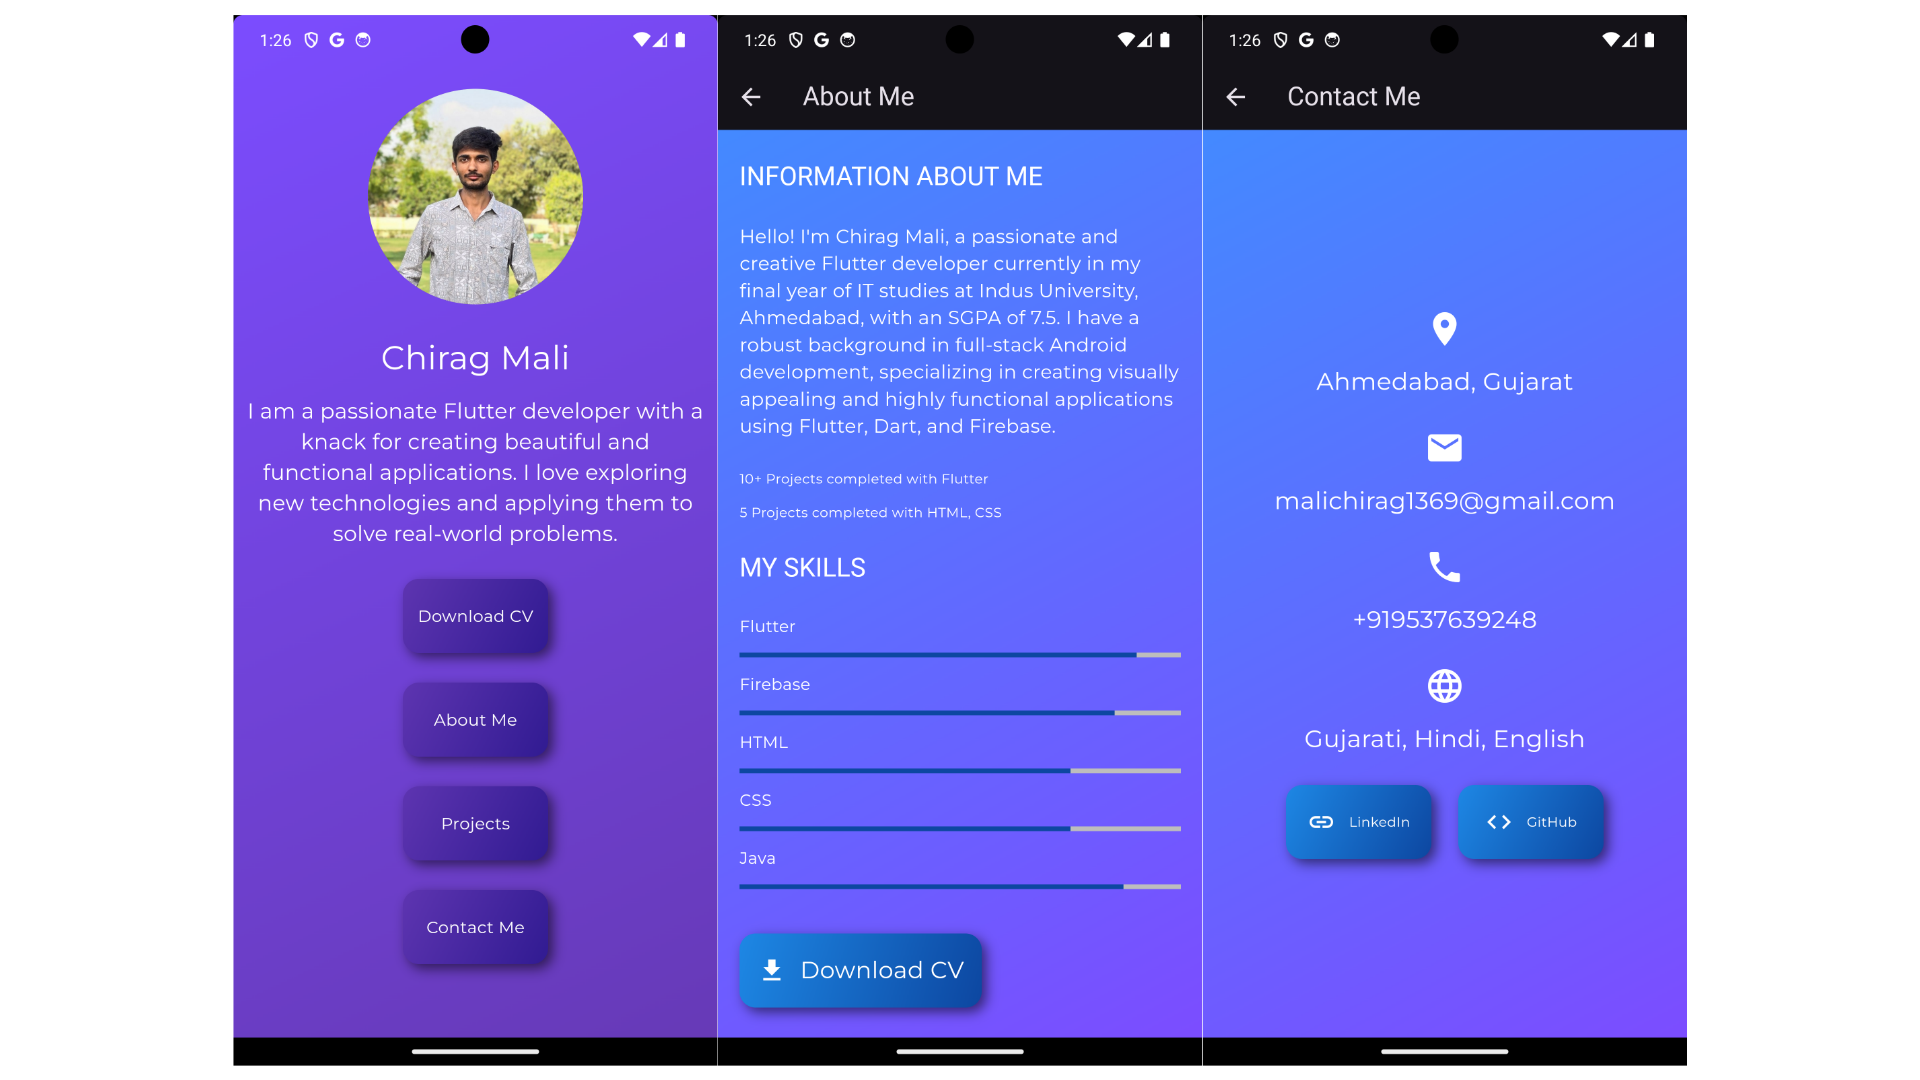 1:26
Chirag Mali
I am a passionate Flutter developer with a
knack for creating beautiful and
functional applications. I love exploring
new technologies and applying them to
solve real-world problems.
Download CV
About Me
Projects
Contact Me
1:26
About Me
INFORMATION ABOUT ME
Hello! I'm Chirag Mali, a passionate and
creative Flutter developer currently in my
final year of IT studies at Indus University,
Ahmedabad, with an SGPA of 7.5. I have a
robust background in full-stack Android
development, specializing in creating visually
appealing and highly functional applications
using Flutter, Dart, and Firebase.
10+ Projects completed with Flutter
5 Projects completed with HTML, CSS
MY SKILLS
Flutter
Firebase
HTML
CSS
Java
Download CV
1:26
Contact Me
Ahmedabad, Gujarat
malichirag1369@gmail.com
+919537639248
Gujarati, Hindi, English
LinkedIn
GitHub